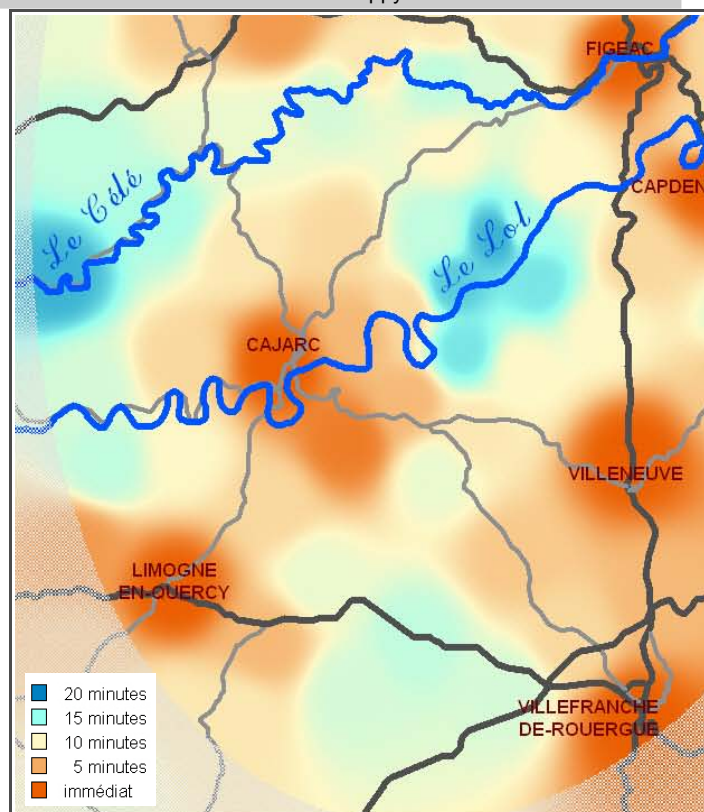 FIGEAC
Le Célé
CAPDEN
Le Lot
CAJARC
VILLENEUVE
LIMOGNE
EN-QUERCY
VILLEFRANCHE
DE-ROUERGUE
20 minutes
15 minutes
10 minutes
5 minutes
immédiat